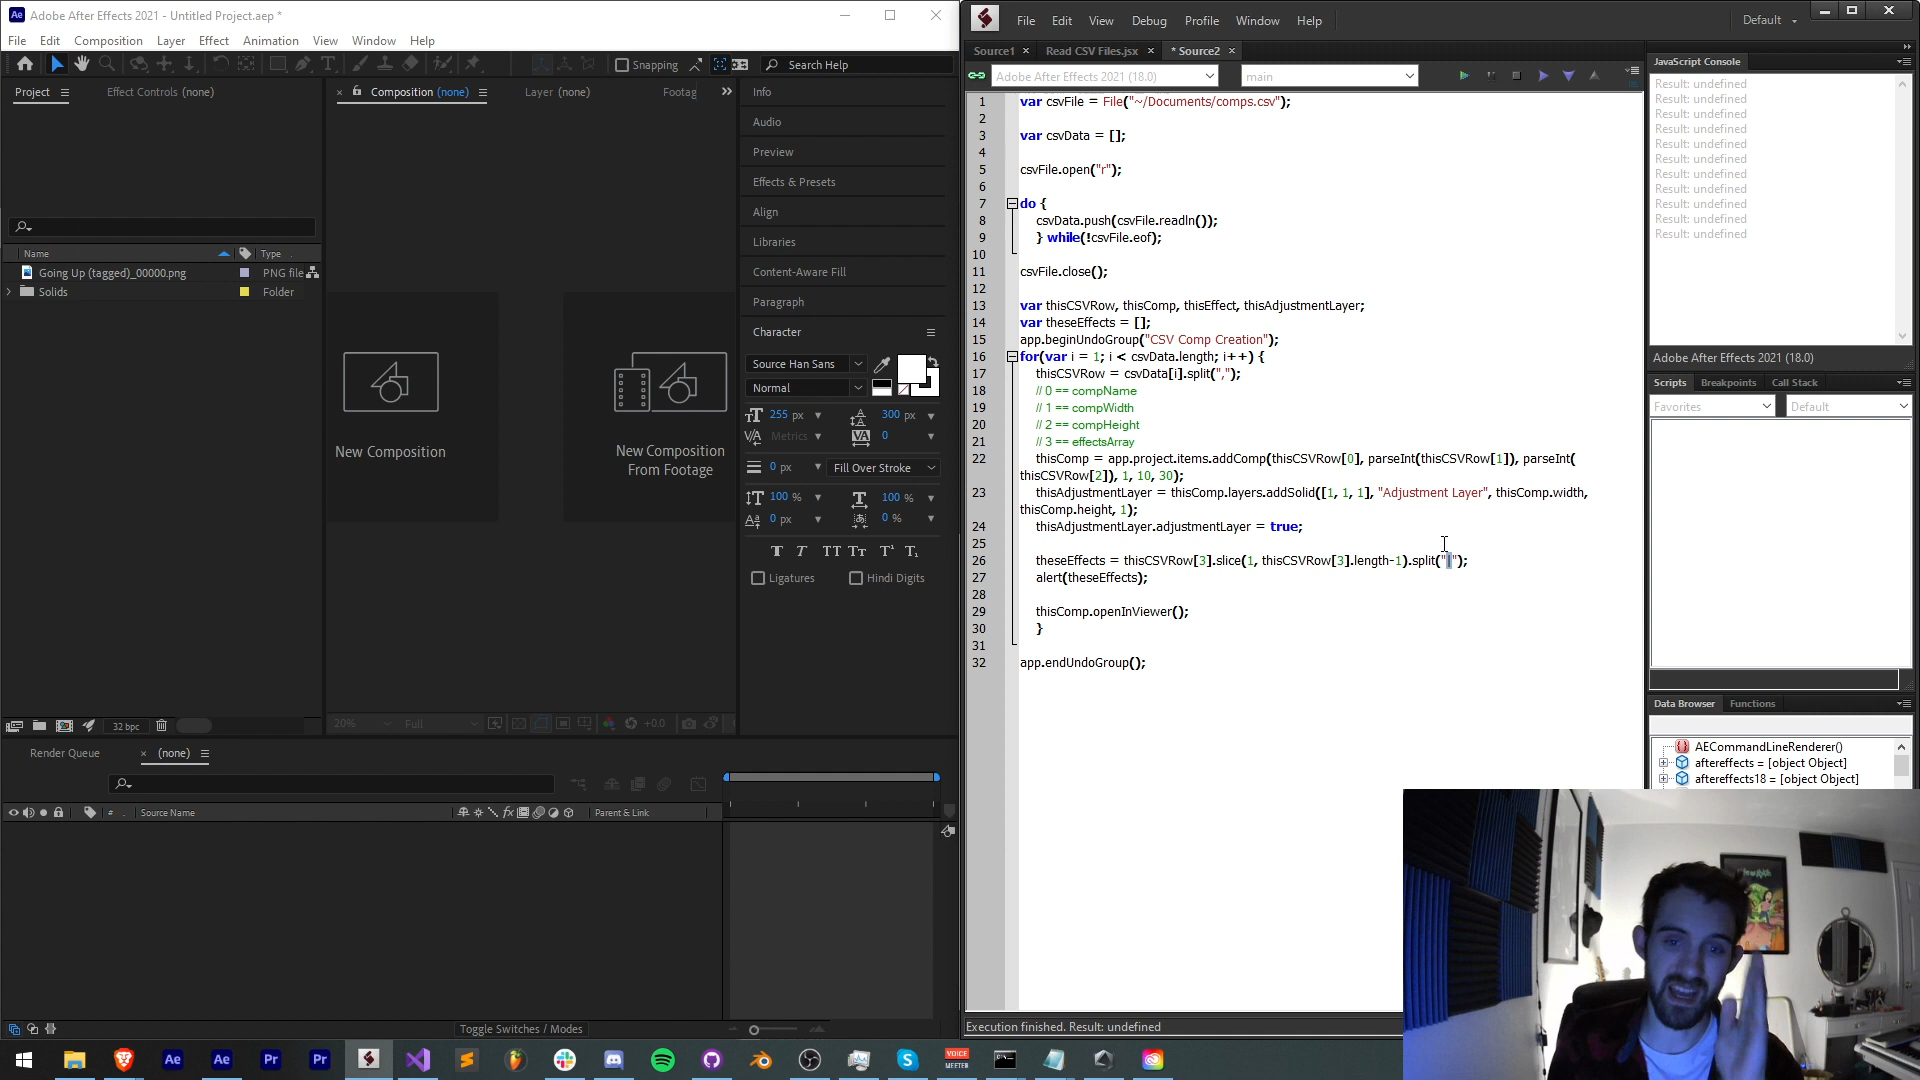 Adobe After Effects 2021 - Untitled Project.aep *
File Edit Composition Layer Effect Animation View Window Help
Snapping
Search Help
Project
Effect Controls (none)
Composition (none)
Layer (none)
Footag
Name
Type
Going Up (tagged)_00000.png
PNG file
Solids
Folder
New Composition
New Composition
From Footage
32 bpc
20%
Full
+0.0
Info
Audio
Preview
Effects & Presets
Align
Libraries
Content-Aware Fill
Paragraph
Character
Source Han Sans
Normal
255 px
300 px
Metrics
0
0 px
Fill Over Stroke
100 %
100 %
0 px
0 %
Ligatures
Hindi Digits
Render Queue
(none)
#
Source Name
Parent & Link
Toggle Switches / Modes
File Edit View Debug Profile Window Help
Default
Source1
Read CSV Files.jsx
* Source2
Adobe After Effects 2021 (18.0)
main
1 var csvFile = File("~/Documents/comps.csv");
2
3 var csvData = [];
4
5 csvFile.open("r");
6
7 do {
8 csvData.push(csvFile.readln());
9 } while(!csvFile.eof);
10
11 csvFile.close();
12
13 var thisCSVRow, thisComp, thisEffect, thisAdjustmentLayer;
14 var theseEffects = [];
15 app.beginUndoGroup("CSV Comp Creation");
16 for(var i = 1; i < csvData.length; i++) {
17 thisCSVRow = csvData[i].split(",");
18 // 0 == compName
19 // 1 == compWidth
20 // 2 == compHeight
21 // 3 == effectsArray
22 thisComp = app.project.items.addComp(thisCSVRow[0], parseInt(thisCSVRow[1]), parseInt(
thisCSVRow[2]), 1, 10, 30);
23 thisAdjustmentLayer = thisComp.layers.addSolid([1, 1, 1], "Adjustment Layer", thisComp.width,
thisComp.height, 1);
24 thisAdjustmentLayer.adjustmentLayer = true;
25
26 theseEffects = thisCSVRow[3].slice(1, thisCSVRow[3].length-1).split("|");
27 alert(theseEffects);
28
29 thisComp.openInViewer();
30 }
31
32 app.endUndoGroup();
Execution finished. Result: undefined
JavaScript Console
Result: undefined
Result: undefined
Result: undefined
Result: undefined
Result: undefined
Result: undefined
Result: undefined
Result: undefined
Result: undefined
Result: undefined
Result: undefined
Adobe After Effects 2021 (18.0)
Scripts
Breakpoints
Call Stack
Favorites
Default
Data Browser
Functions
AECommandLineRenderer()
aftereffects = [object Object]
aftereffects18 = [object Object]
Ae
Ae
Pr
Pr
VOICE
MEETER